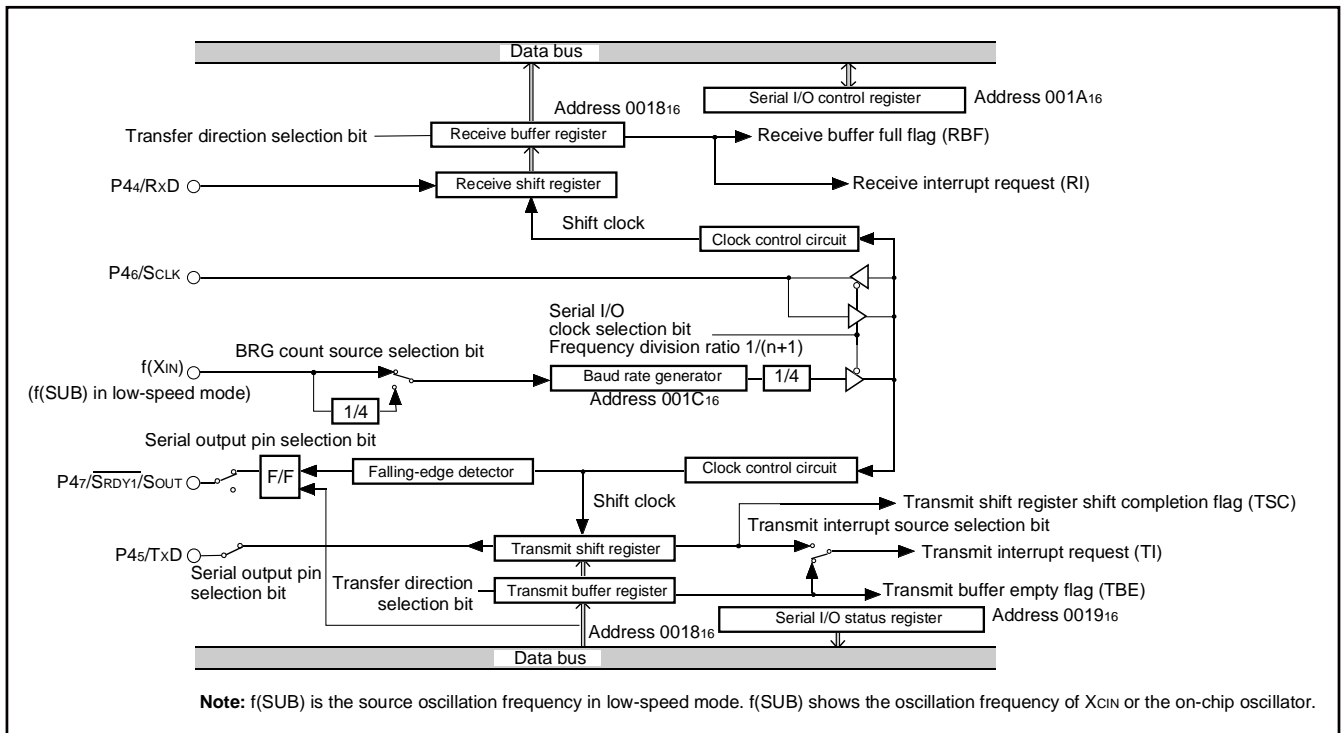 Data bus
Address 0018₁₆
Serial I/O control register
Address 001A₁₆
Transfer direction selection bit
Receive buffer register
Receive buffer full flag (RBF)
P4₄/RxD
Receive shift register
Receive interrupt request (RI)
Shift clock
Clock control circuit
P4₆/SCLK
Serial I/O
clock selection bit
Frequency division ratio 1/(n+1)
BRG count source selection bit
f(XIN)
(f(SUB) in low-speed mode)
1/4
Baud rate generator
1/4
Address 001C₁₆
Serial output pin selection bit
P4₇/S̅R̅D̅Y̅1̅/SOUT
F/F
Falling-edge detector
Clock control circuit
Shift clock
Transmit shift register shift completion flag (TSC)
Transmit interrupt source selection bit
P4₅/TxD
Transmit shift register
Transmit interrupt request (TI)
Serial output pin
selection bit
Transfer direction
selection bit
Transmit buffer register
Transmit buffer empty flag (TBE)
Address 0018₁₆
Serial I/O status register
Address 0019₁₆
Data bus
Note: f(SUB) is the source oscillation frequency in low-speed mode. f(SUB) shows the oscillation frequency of XCIN or the on-chip oscillator.